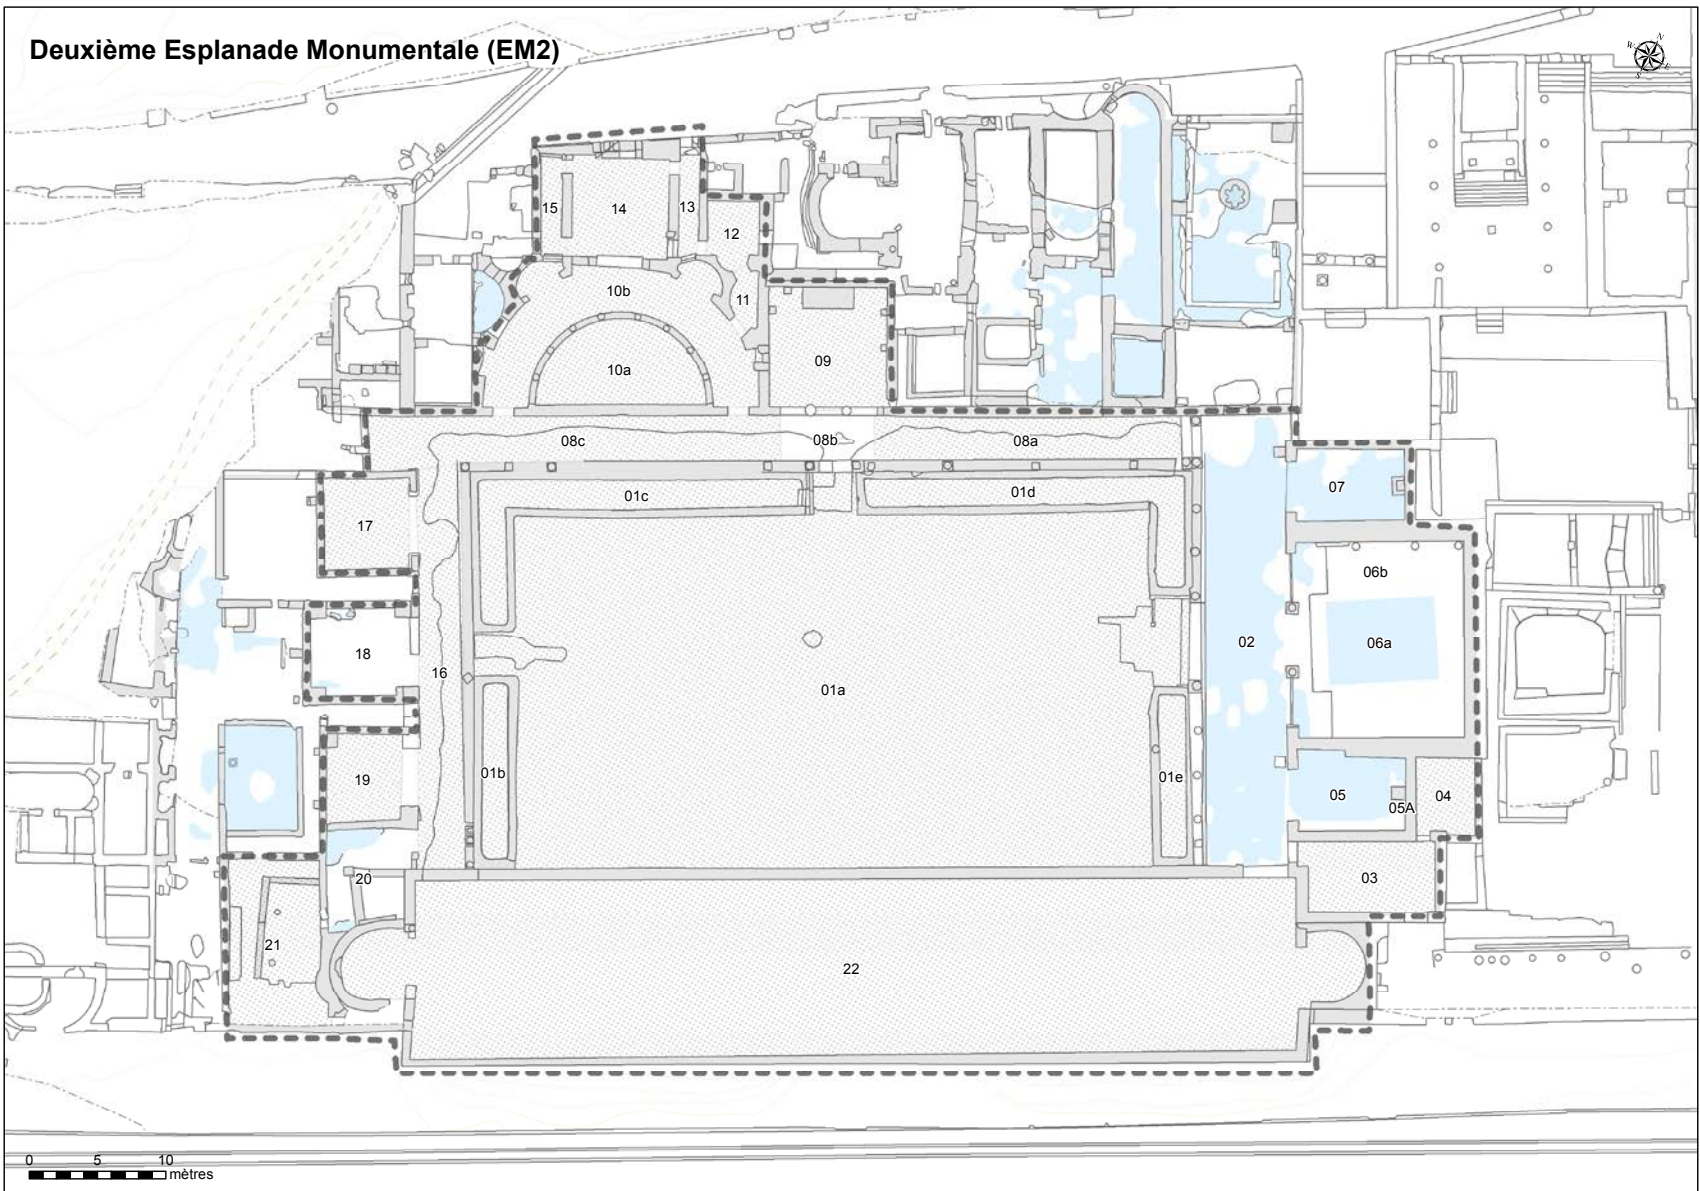 Deuxième Esplanade Monumentale (EM2)
N
W
E
S
15
14
13
12
10b
11
09
10a
08c
08b
08a
01c
01d
07
17
06b
02
06a
18
16
01a
19
01b
01e
05
05A
04
20
03
21
22
0 5 10
mètres